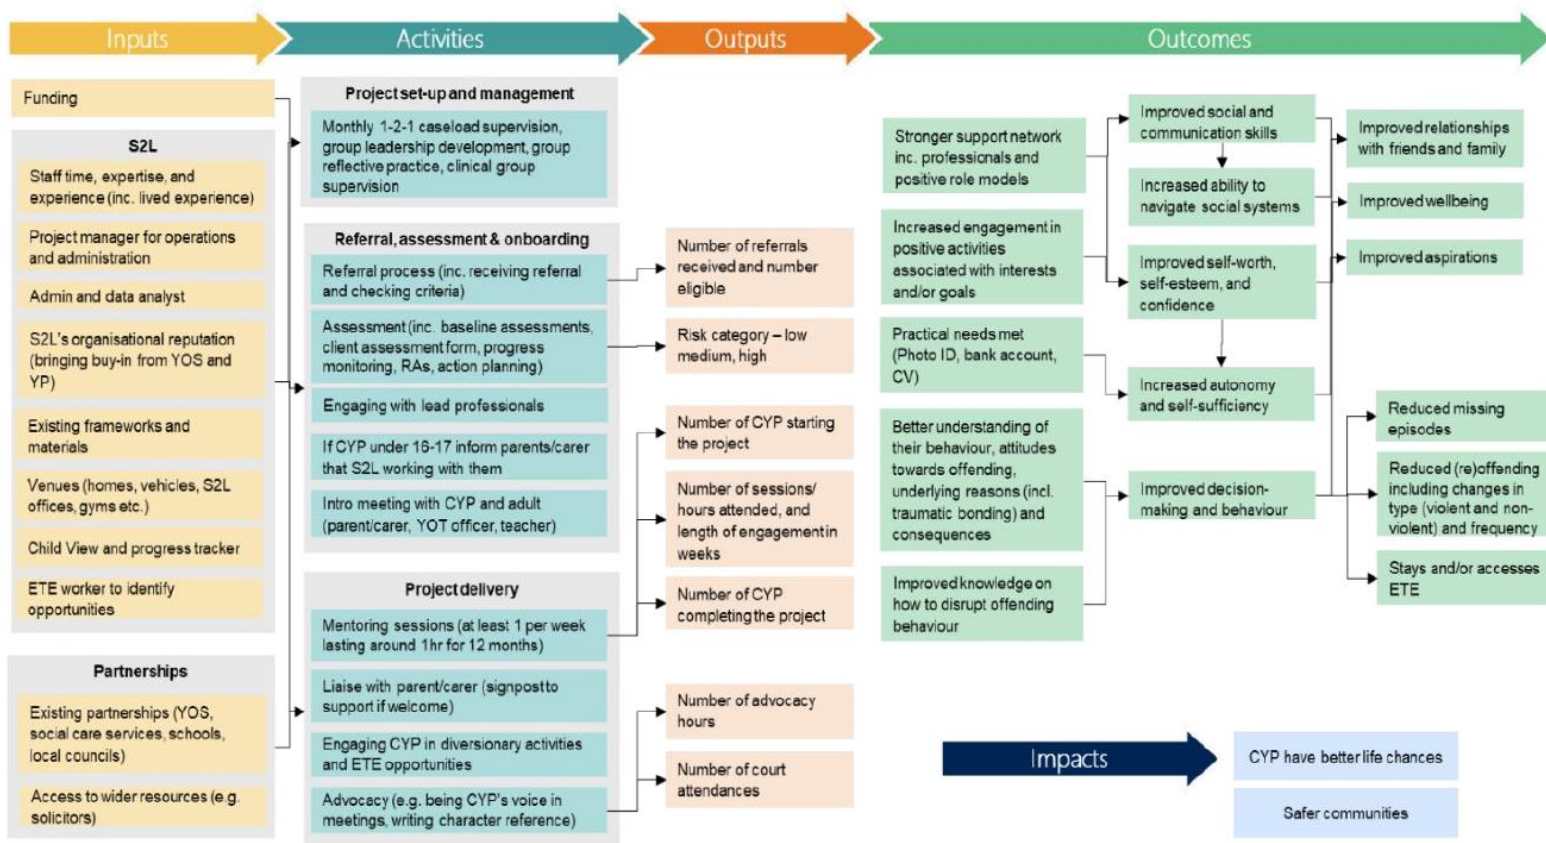 Inputs
Activities
Outputs
Outcomes
Funding
S2L
Staff time, expertise, and
experience (inc. lived experience)
Project manager for operations
and administration
Admin and data analyst
S2L's organisational reputation
(bringing buy-in from YOS and
YP)
Existing frameworks and
materials
Venues (homes, vehicles, S2L
offices, gyms etc.)
Child View and progress tracker
ETE worker to identify
opportunities
Partnerships
Existing partnerships (YOS,
social care services, schools,
local councils)
Access to wider resources (e.g.
solicitors)
Project set-up and management
Monthly 1-2-1 caseload supervision,
group leadership development, group
reflective practice, clinical group
supervision
Referral, assessment & onboarding
Referral process (inc. receiving referral
and checking criteria)
Assessment (inc. baseline assessments,
client assessment form, progress
monitoring, RAs, action planning)
Engaging with lead professionals
If CYP under 16-17 inform parents/carer
that S2L working with them
Intro meeting with CYP and adult
(parent/carer, YOT officer, teacher)
Project delivery
Mentoring sessions (at least 1 per week
lasting around 1hr for 12 months)
Liaise with parent/carer (signpost to
support if welcome)
Engaging CYP in diversionary activities
and ETE opportunities
Advocacy (e.g. being CYP's voice in
meetings, writing character reference)
Number of referrals
received and number
eligible
Risk category – low
medium, high
Number of CYP starting
the project
Number of sessions/
hours attended, and
length of engagement in
weeks
Number of CYP
completing the project
Number of advocacy
hours
Number of court
attendances
Stronger support network
inc. professionals and
positive role models
Increased engagement in
positive activities
associated with interests
and/or goals
Practical needs met
(Photo ID, bank account,
CV)
Better understanding of
their behaviour, attitudes
towards offending,
underlying reasons (incl.
traumatic bonding) and
consequences
Improved knowledge on
how to disrupt offending
behaviour
Improved social and
communication skills
Increased ability to
navigate social systems
Improved self-worth,
self-esteem, and
confidence
Increased autonomy
and self-sufficiency
Improved decision-
making and behaviour
Improved relationships
with friends and family
Improved wellbeing
Improved aspirations
Reduced missing
episodes
Reduced (re)offending
including changes in
type (violent and non-
violent) and frequency
Stays and/or accesses
ETE
Impacts
CYP have better life chances
Safer communities